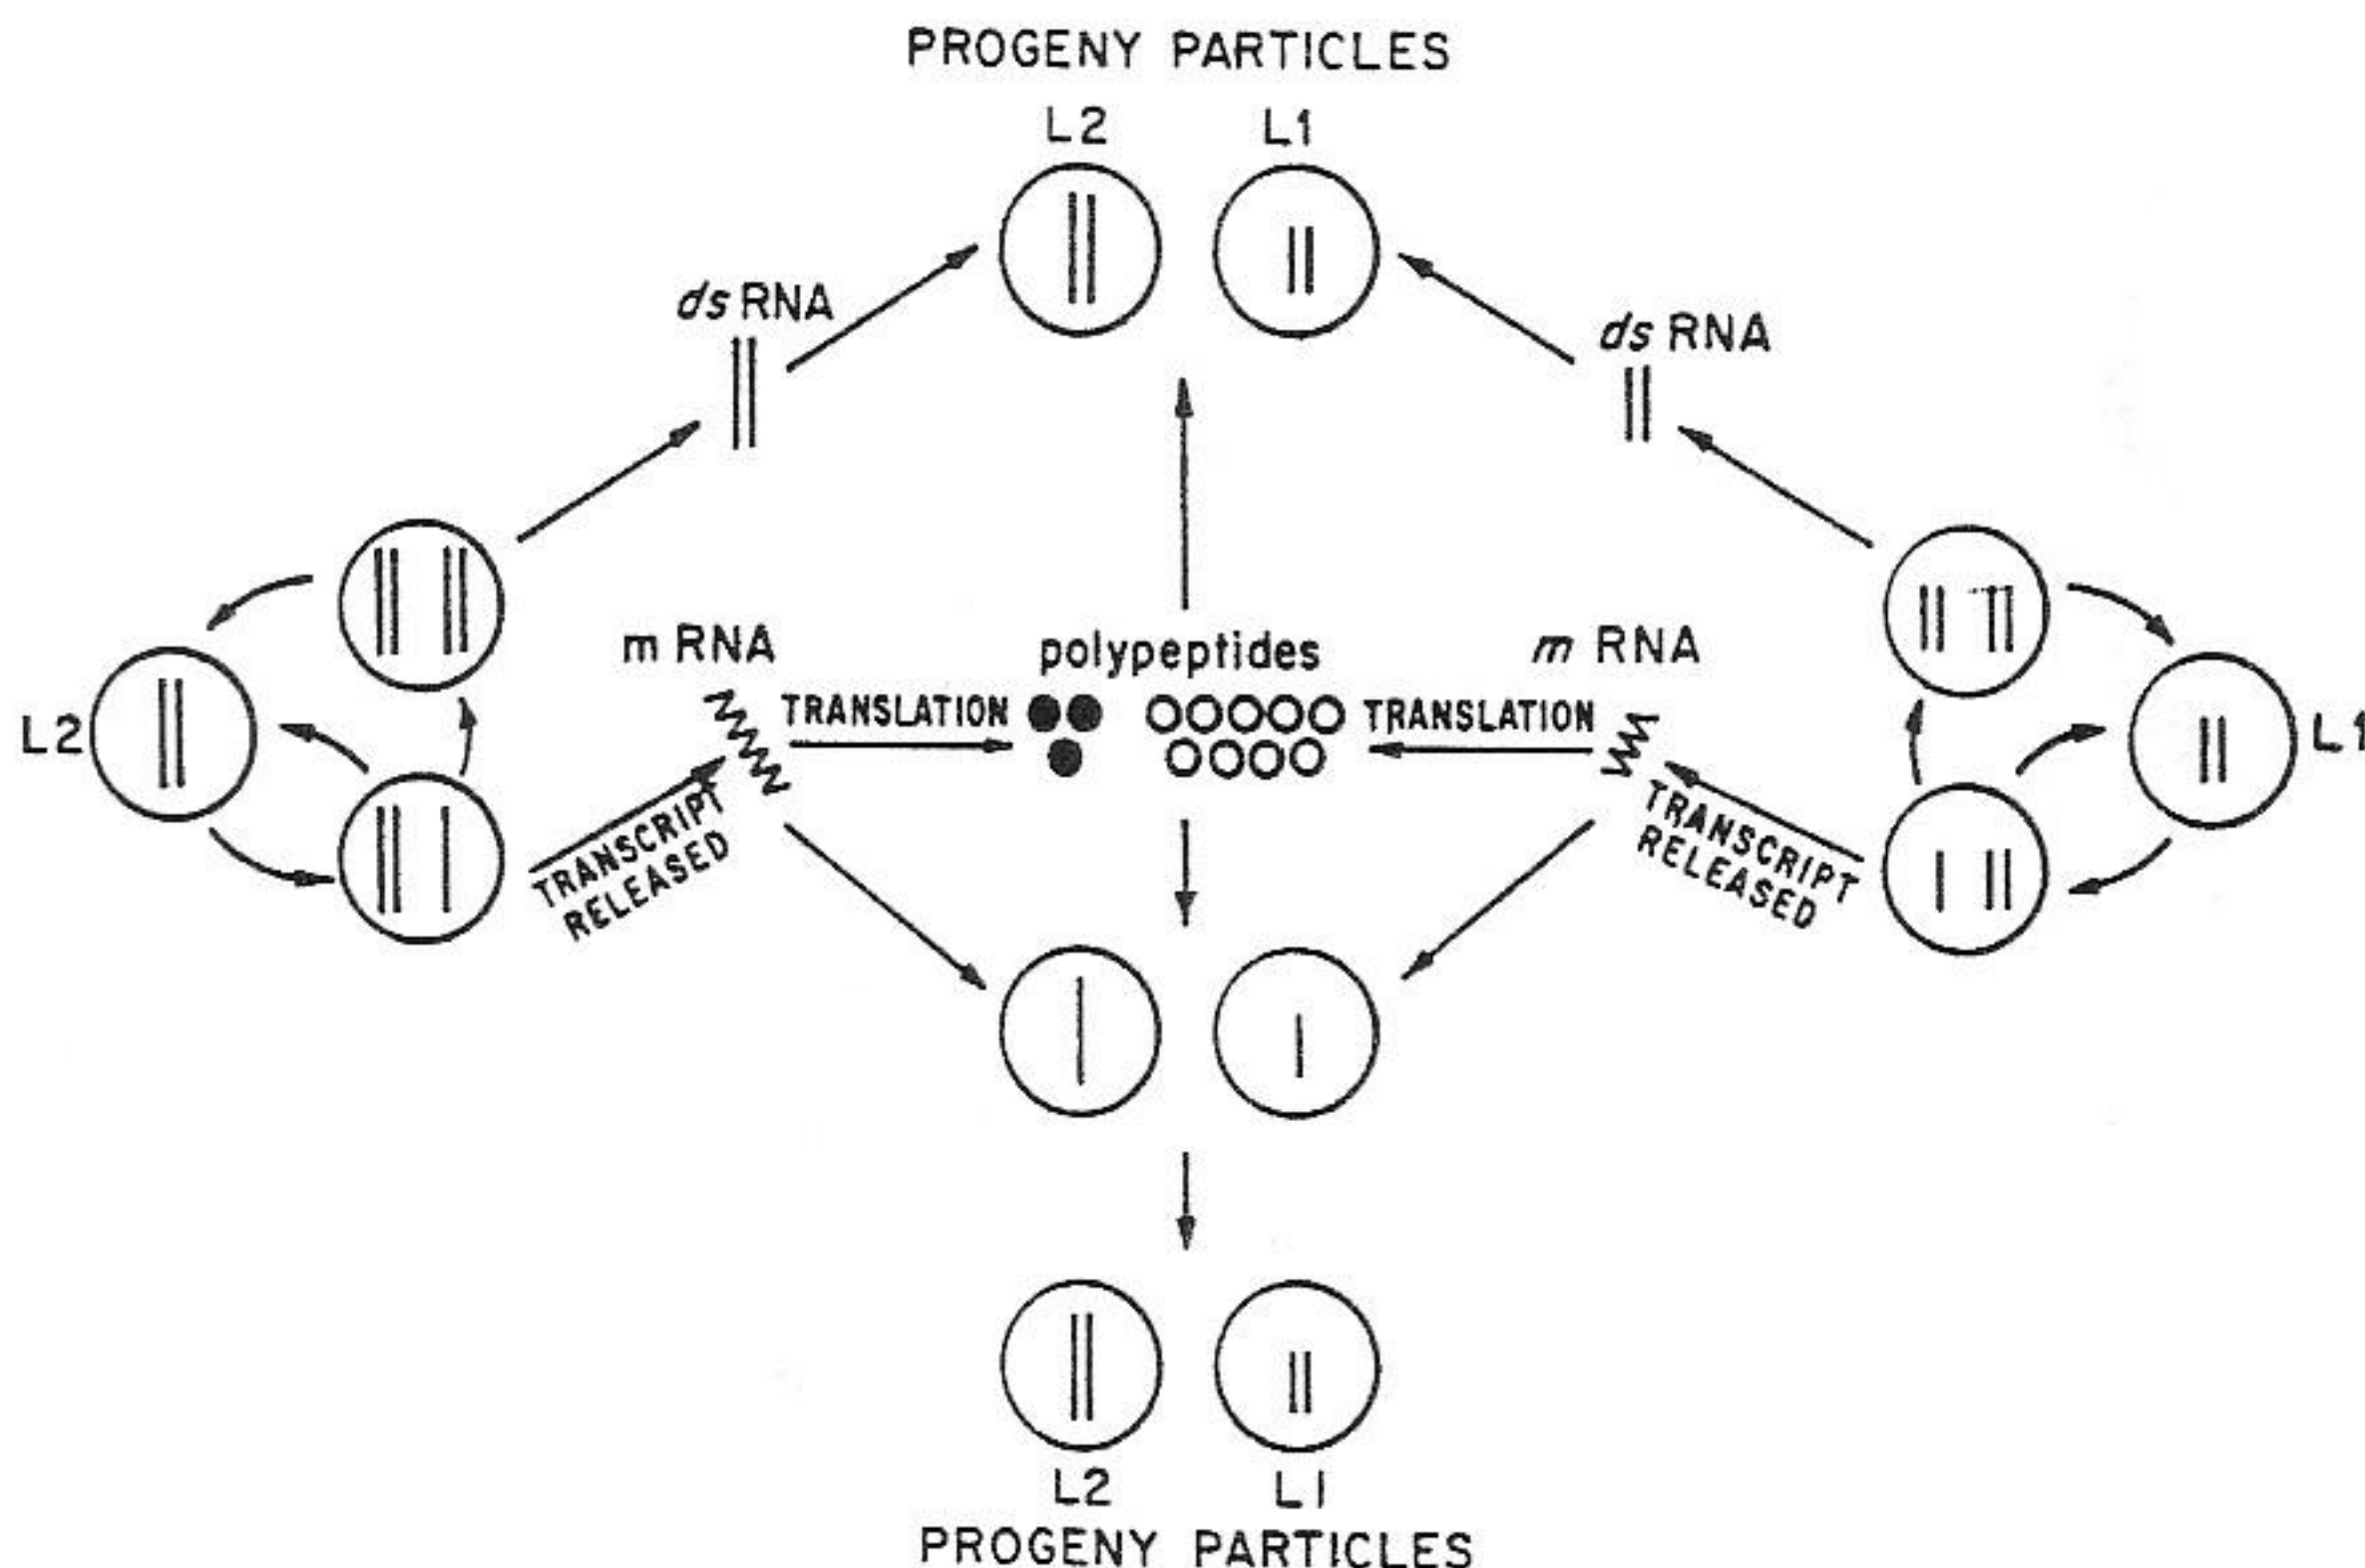 PROGENY PARTICLES
L2 L1
ds RNA
ds RNA
m RNA
polypeptides
m RNA
TRANSLATION
TRANSLATION
L2
L1
TRANSCRIPT
RELEASED
TRANSCRIPT
RELEASED
L2 L1
PROGENY PARTICLES